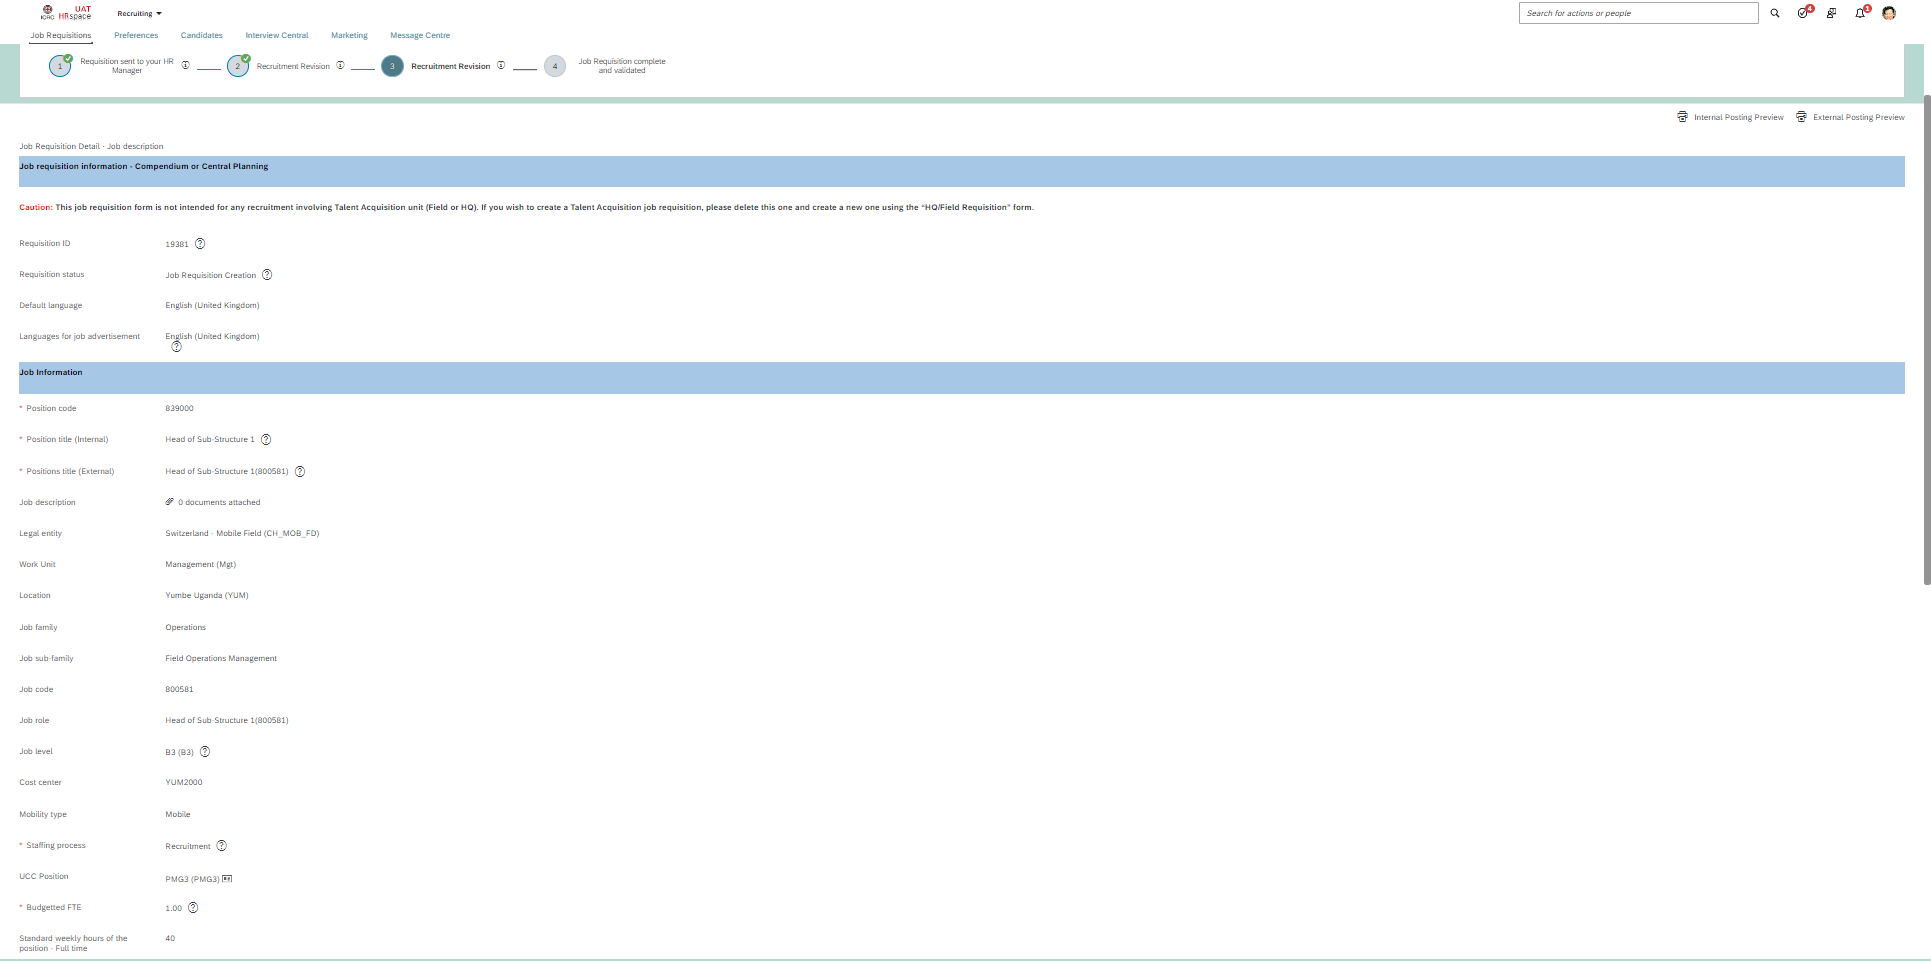 ICRC
UAT
HRspace
Recruiting
Search for actions or people
4
1
Job Requisitions
Preferences
Candidates
Interview Central
Marketing
Message Centre
1
Requisition sent to your HR
Manager
2
Recruitment Revision
3
Recruitment Revision
4
Job Requisition complete
and validated
Internal Posting Preview
External Posting Preview
Job Requisition Detail - Job description
Job requisition information - Compendium or Central Planning
Caution: This job requisition form is not intended for any recruitment involving Talent Acquisition unit (Field or HQ). If you wish to create a Talent Acquisition job requisition, please delete this one and create a new one using the “HQ/Field Requisition” form.
Requisition ID 19381
Requisition status Job Requisition Creation
Default language English (United Kingdom)
Languages for job advertisement English (United Kingdom)
Job Information
* Position code 839000
* Position title (Internal) Head of Sub-Structure 1
* Positions title (External) Head of Sub-Structure 1(800581)
Job description 0 documents attached
Legal entity Switzerland - Mobile Field (CH_MOB_FD)
Work Unit Management (Mgt)
Location Yumbe Uganda (YUM)
Job family Operations
Job sub-family Field Operations Management
Job code 800581
Job role Head of Sub-Structure 1(800581)
Job level B3 (B3)
Cost center YUM2000
Mobility type Mobile
* Staffing process Recruitment
UCC Position PMG3 (PMG3)
* Budgetted FTE 1.00
Standard weekly hours of the 40
position - Full time